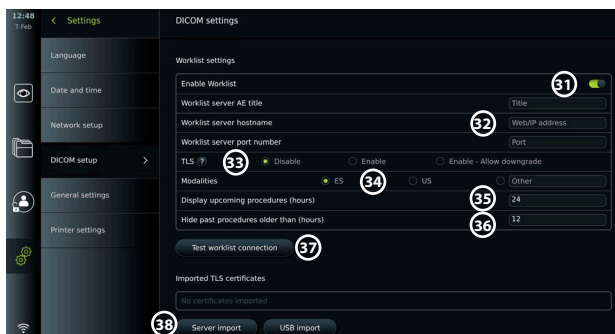 12:48
7 Feb
Settings
DICOM settings
Language
Date and time
Network setup
DICOM setup
General settings
Printer settings
Worklist settings
Enable Worklist 31
Worklist server AE title Title
Worklist server hostname 32 Web/IP address
Worklist server port number Port
TLS ? 33 Disable Enable Enable - Allow downgrade
Modalities ES 34 US Other
Display upcoming procedures (hours) 35 24
Hide past procedures older than (hours) 36 12
Test worklist connection 37
Imported TLS certificates
No certificates imported
38 Server import USB import